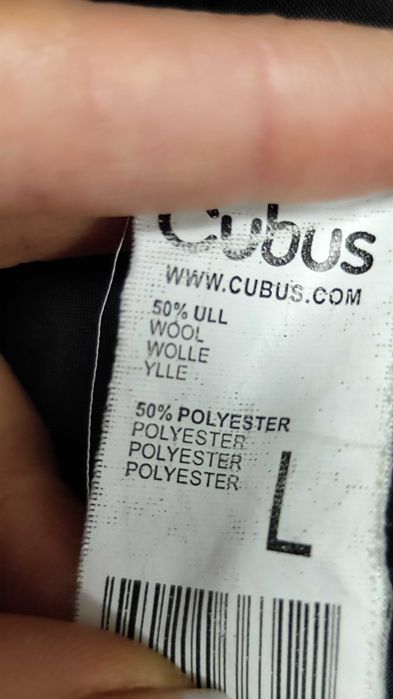 Cubus
WWW.CUBUS.COM
50% ULL
WOOL
WOLLE
YLLE
50% POLYESTER
POLYESTER
POLYESTER
POLYESTER
L